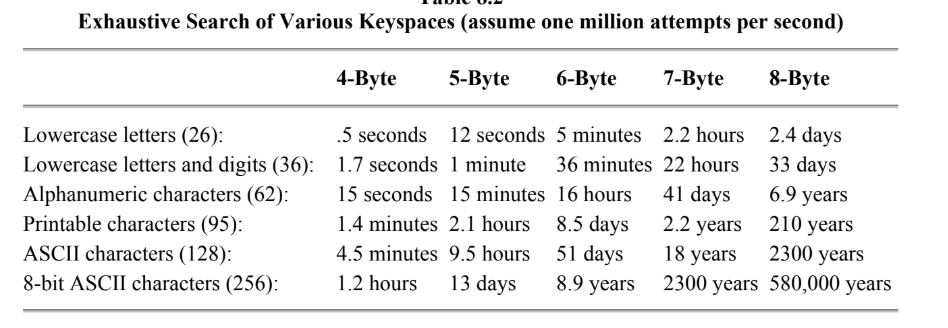 Table 8.2
Exhaustive Search of Various Keyspaces (assume one million attempts per second)
4-Byte 5-Byte 6-Byte 7-Byte 8-Byte
Lowercase letters (26): .5 seconds 12 seconds 5 minutes 2.2 hours 2.4 days
Lowercase letters and digits (36): 1.7 seconds 1 minute 36 minutes 22 hours 33 days
Alphanumeric characters (62): 15 seconds 15 minutes 16 hours 41 days 6.9 years
Printable characters (95): 1.4 minutes 2.1 hours 8.5 days 2.2 years 210 years
ASCII characters (128): 4.5 minutes 9.5 hours 51 days 18 years 2300 years
8-bit ASCII characters (256): 1.2 hours 13 days 8.9 years 2300 years 580,000 years